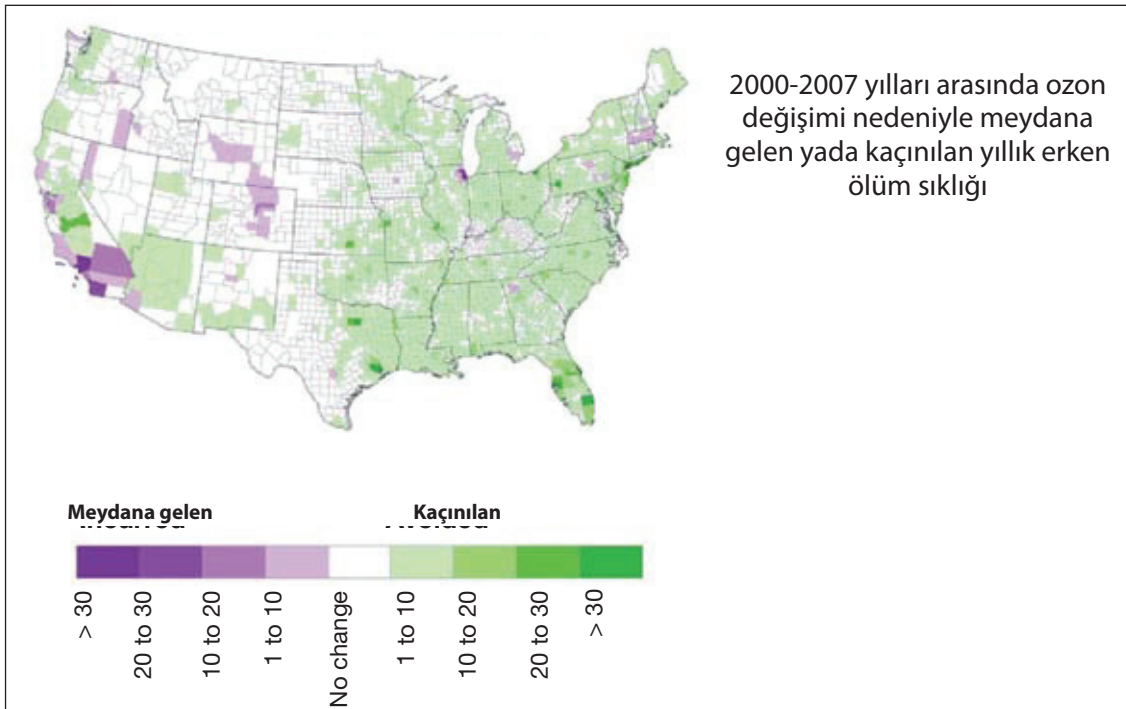 2000-2007 yılları arasında ozon
değişimi nedeniyle meydana
gelen yada kaçınılan yıllık erken
ölüm sıklığı
Meydana gelen Kaçınılan
> 30
20 to 30
10 to 20
1 to 10
No change
1 to 10
10 to 20
20 to 30
> 30